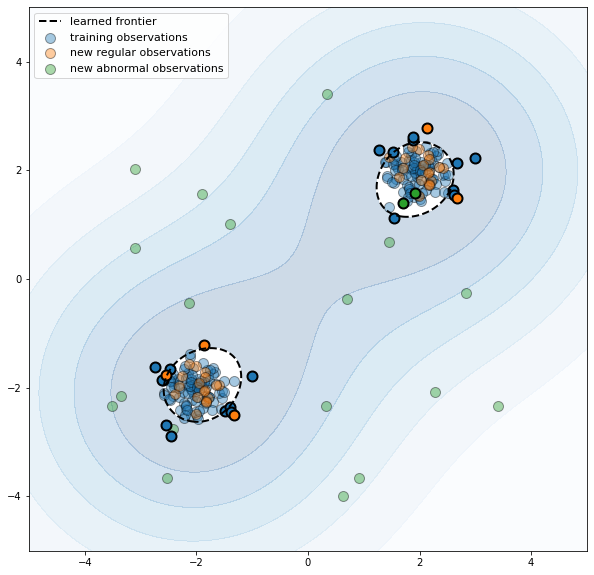 learned frontier
training observations
new regular observations
new abnormal observations
4
2
0
−2
−4
−4
−2
0
2
4